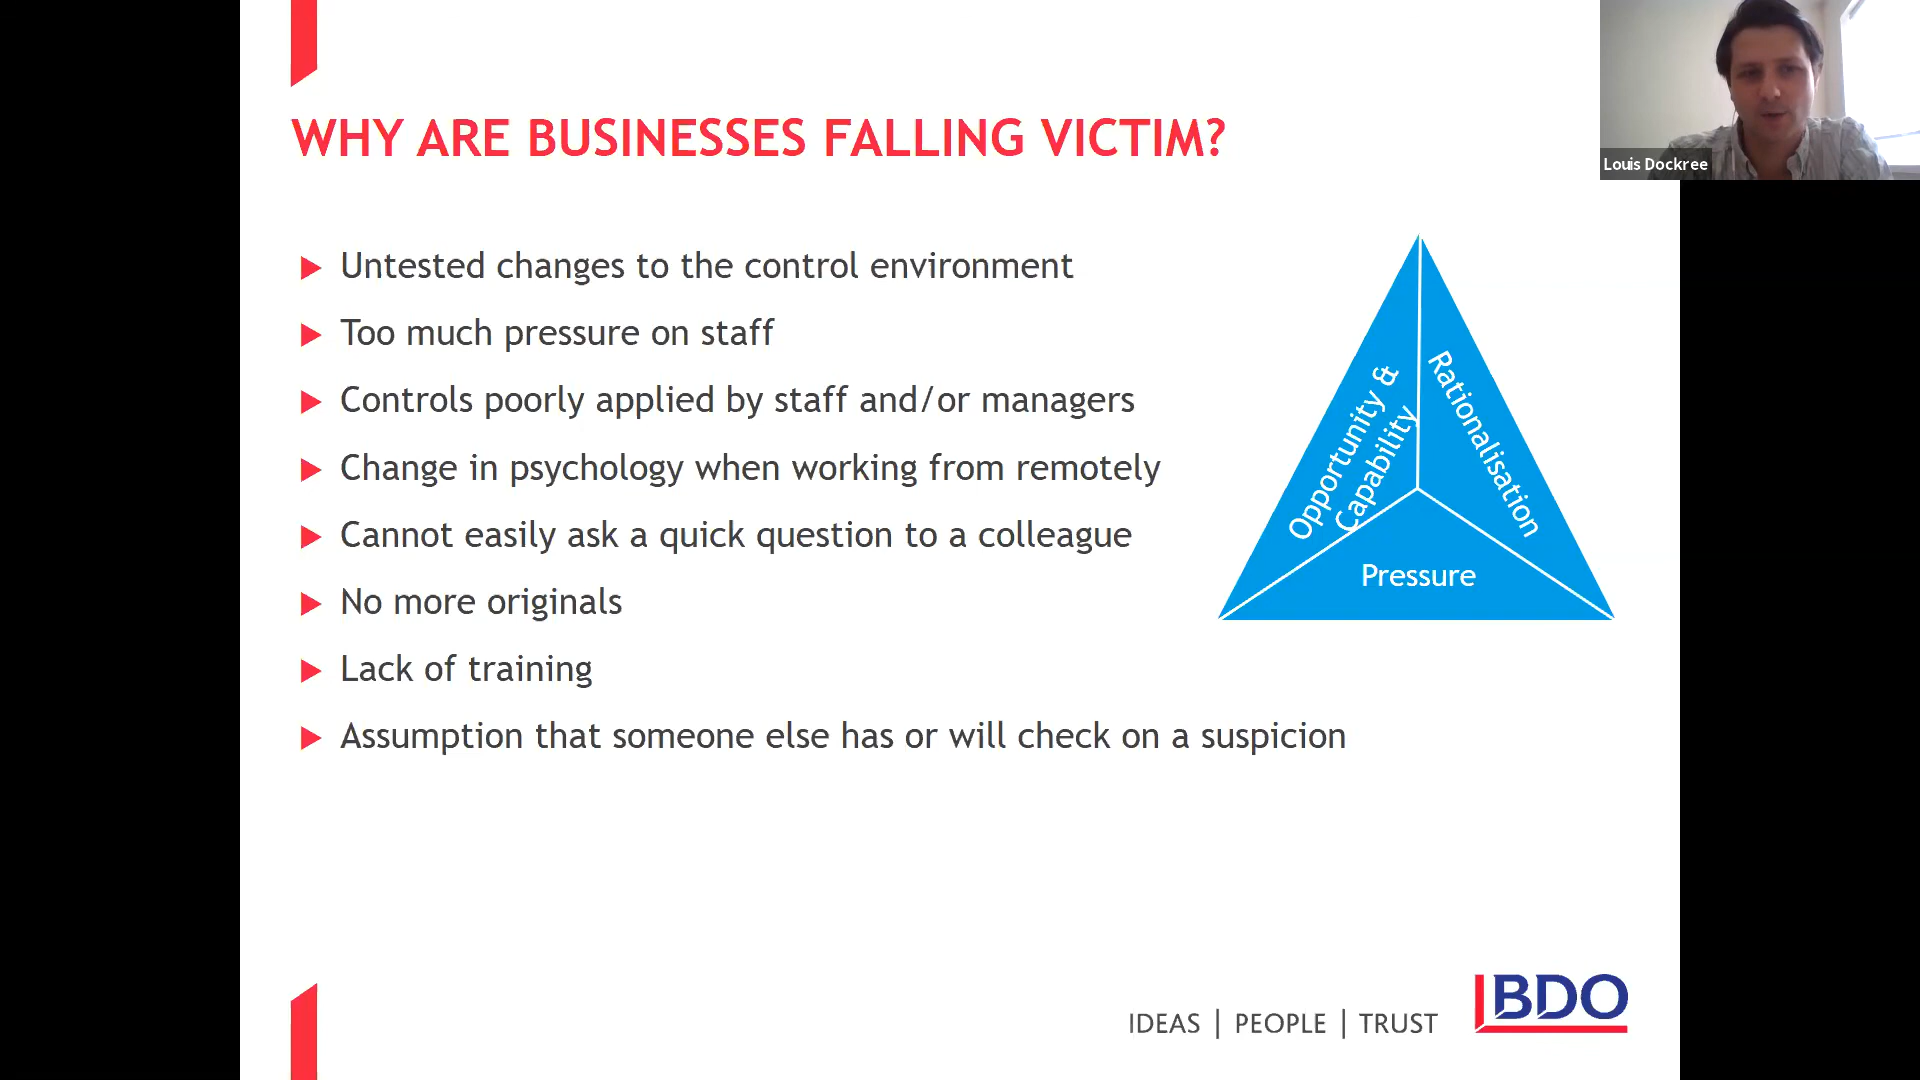 WHY ARE BUSINESSES FALLING VICTIM?
Louis Dockree
Untested changes to the control environment
Too much pressure on staff
Controls poorly applied by staff and/or managers
Change in psychology when working from remotely
Cannot easily ask a quick question to a colleague
No more originals
Lack of training
Assumption that someone else has or will check on a suspicion
Opportunity &
Capability
Rationalisation
Pressure
IDEAS | PEOPLE | TRUST
BDO